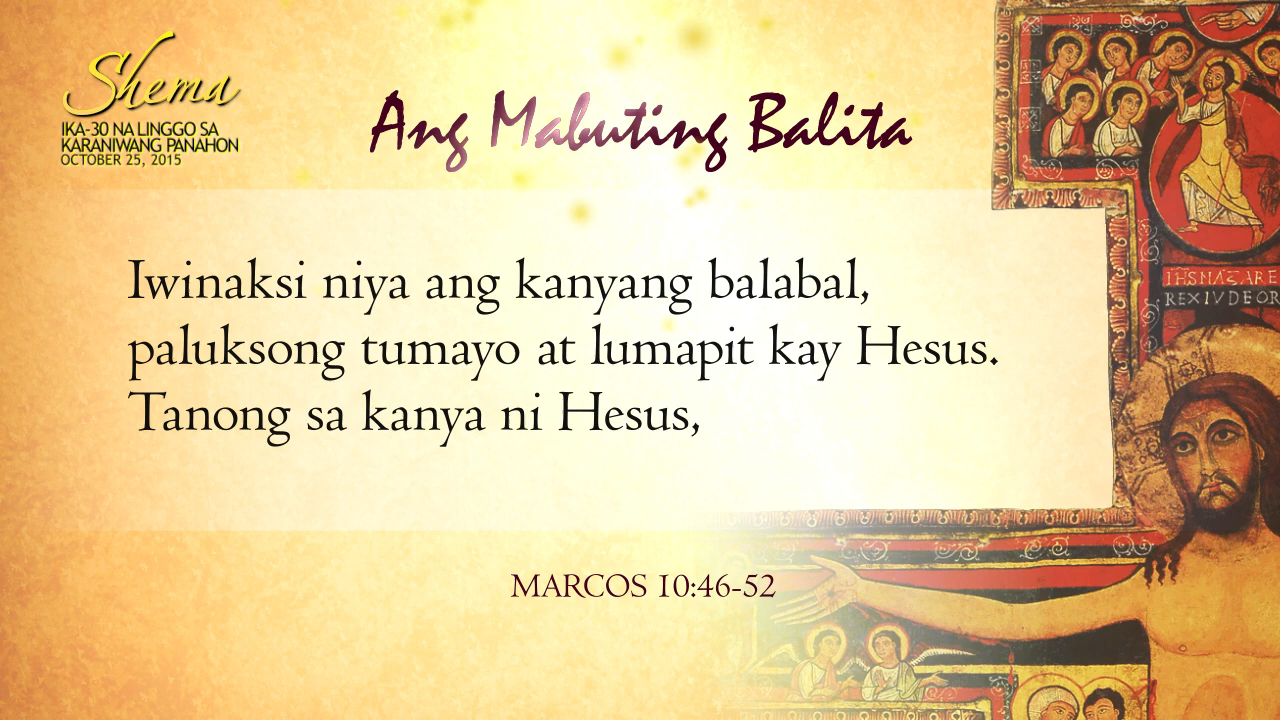 Shema
IKA-30 NA LINGGO SA
KARANIWANG PANAHON
OCTOBER 25, 2015
Ang Mabuting Balita
Iwinaksi niya ang kanyang balabal,
paluksong tumayo at lumapit kay Hesus.
Tanong sa kanya ni Hesus,
MARCOS 10:46-52
IHS NAZARE
REX IVDEOR